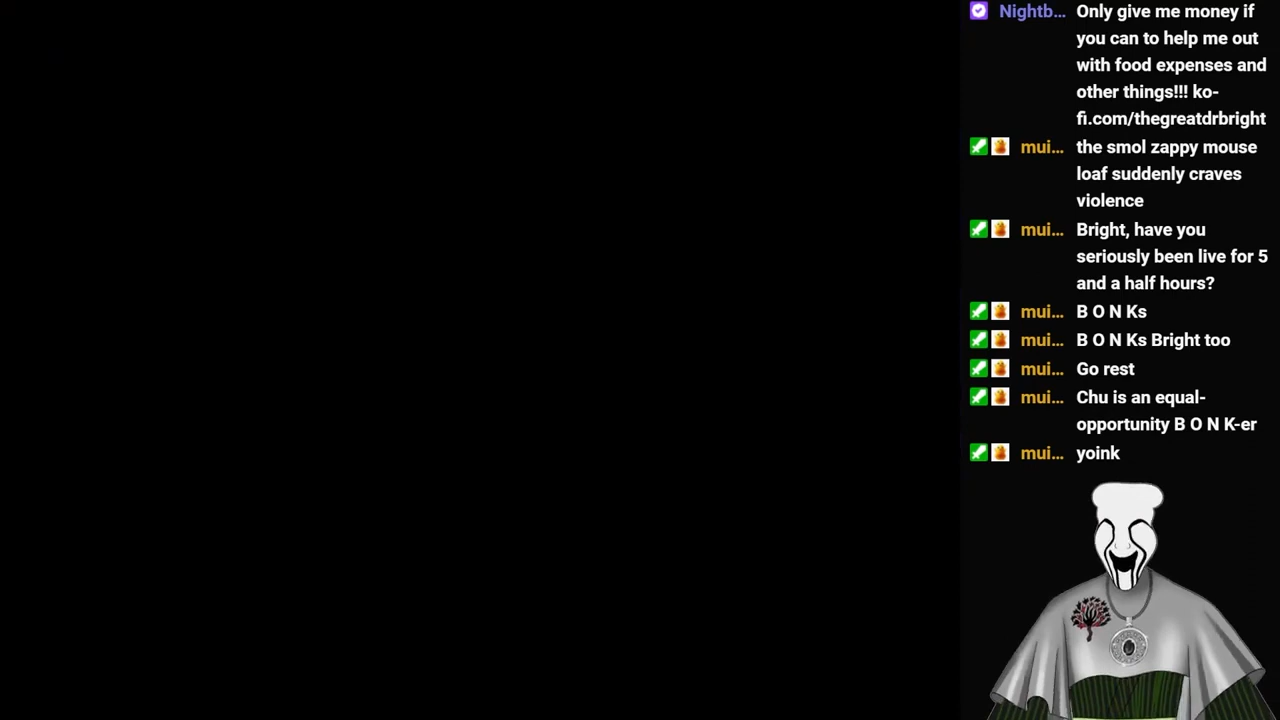 Nightb… Only give me money if
you can to help me out
with food expenses and
other things!!! ko-
fi.com/thegreatdrbright
mui… the smol zappy mouse
loaf suddenly craves
violence
mui… Bright, have you
seriously been live for 5
and a half hours?
mui… B O N Ks
mui… B O N Ks Bright too
mui… Go rest
mui… Chu is an equal-
opportunity B O N K-er
mui… yoink